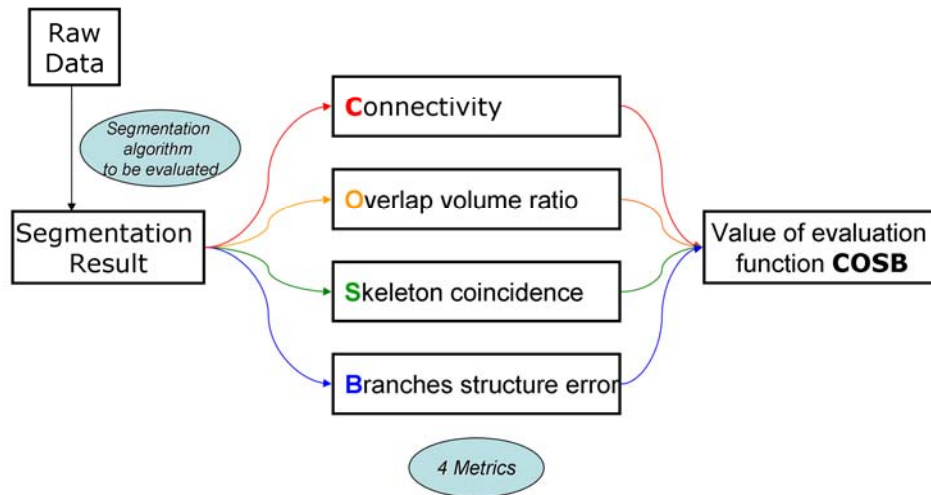 Raw
Data
Segmentation
algorithm
to be evaluated
Segmentation
Result
Connectivity
Overlap volume ratio
Skeleton coincidence
Branches structure error
Value of evaluation
function COSB
4 Metrics